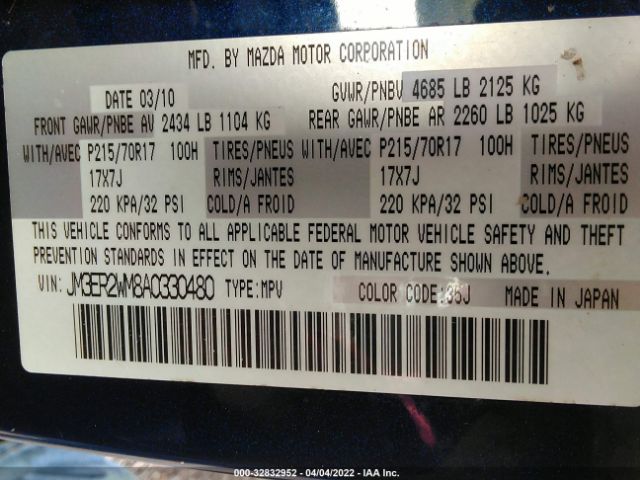 MFD. BY MAZDA MOTOR CORPORATION
DATE 03/10 GVWR/PNBV 4685 LB 2125 KG
FRONT GAWR/PNBE AV 2434 LB 1104 KG REAR GAWR/PNBE AR 2260 LB 1025 KG
WITH/AVEC P215/70R17 100H TIRES/PNEUS WITH/AVEC P215/70R17 100H TIRES/PNEUS
17X7J RIMS/JANTES 17X7J RIMS/JANTES
220 KPA/32 PSI COLD/A FROID 220 KPA/32 PSI COLD/A FROID
THIS VEHICLE CONFORMS TO ALL APPLICABLE FEDERAL MOTOR VEHICLE SAFETY AND THEFT
PREVENTION STANDARDS IN EFFECT ON THE DATE OF MANUFACTURE SHOWN ABOVE.
VIN: JM3ER2WM8A0330480 TYPE:MPV COLOR CODE:35J MADE IN JAPAN
000-32832952 - 04/04/2022 - IAA Inc.